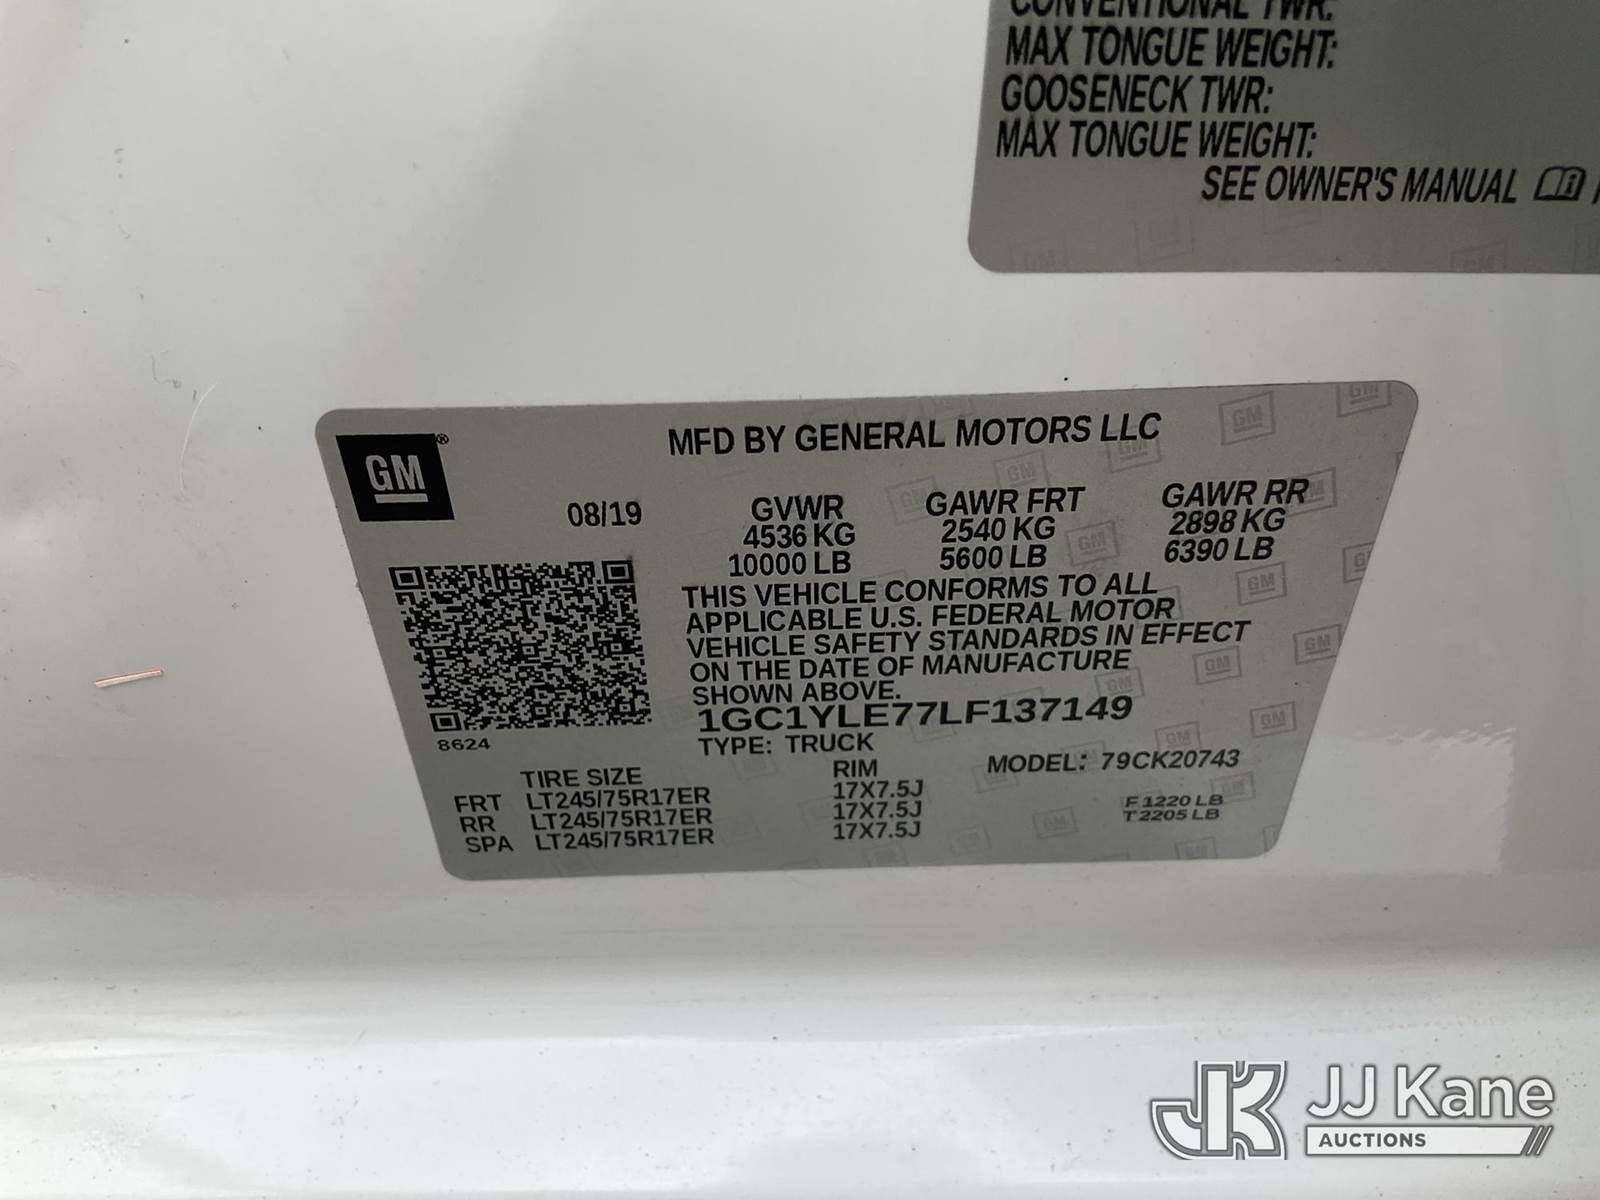 CONVENTIONAL TWR:
MAX TONGUE WEIGHT:
GOOSENECK TWR:
MAX TONGUE WEIGHT:
SEE OWNER'S MANUAL
GM®
MFD BY GENERAL MOTORS LLC
08/19
GVWR GAWR FRT GAWR RR
4536 KG 2540 KG 2898 KG
10000 LB 5600 LB 6390 LB
THIS VEHICLE CONFORMS TO ALL
APPLICABLE U.S. FEDERAL MOTOR
VEHICLE SAFETY STANDARDS IN EFFECT
ON THE DATE OF MANUFACTURE
SHOWN ABOVE.
1GC1YLE77LF137149
8624
TYPE: TRUCK
MODEL: 79CK20743
TIRE SIZE RIM
FRT LT245/75R17ER 17X7.5J
RR LT245/75R17ER 17X7.5J
SPA LT245/75R17ER 17X7.5J
F 1220 LB
T 2205 LB
JK JJ Kane
AUCTIONS